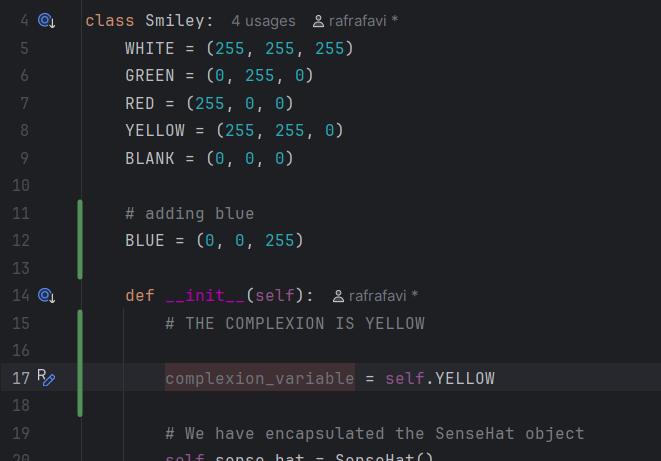 4 class Smiley: 4 usages rafrafavi *
5 WHITE = (255, 255, 255)
6 GREEN = (0, 255, 0)
7 RED = (255, 0, 0)
8 YELLOW = (255, 255, 0)
9 BLANK = (0, 0, 0)
10
11 # adding blue
12 BLUE = (0, 0, 255)
13
14 def __init__(self): rafrafavi *
15 # THE COMPLEXION IS YELLOW
16
17 R complexion_variable = self.YELLOW
18
19 # We have encapsulated the SenseHat object
20 self.sense_hat = SenseHat()